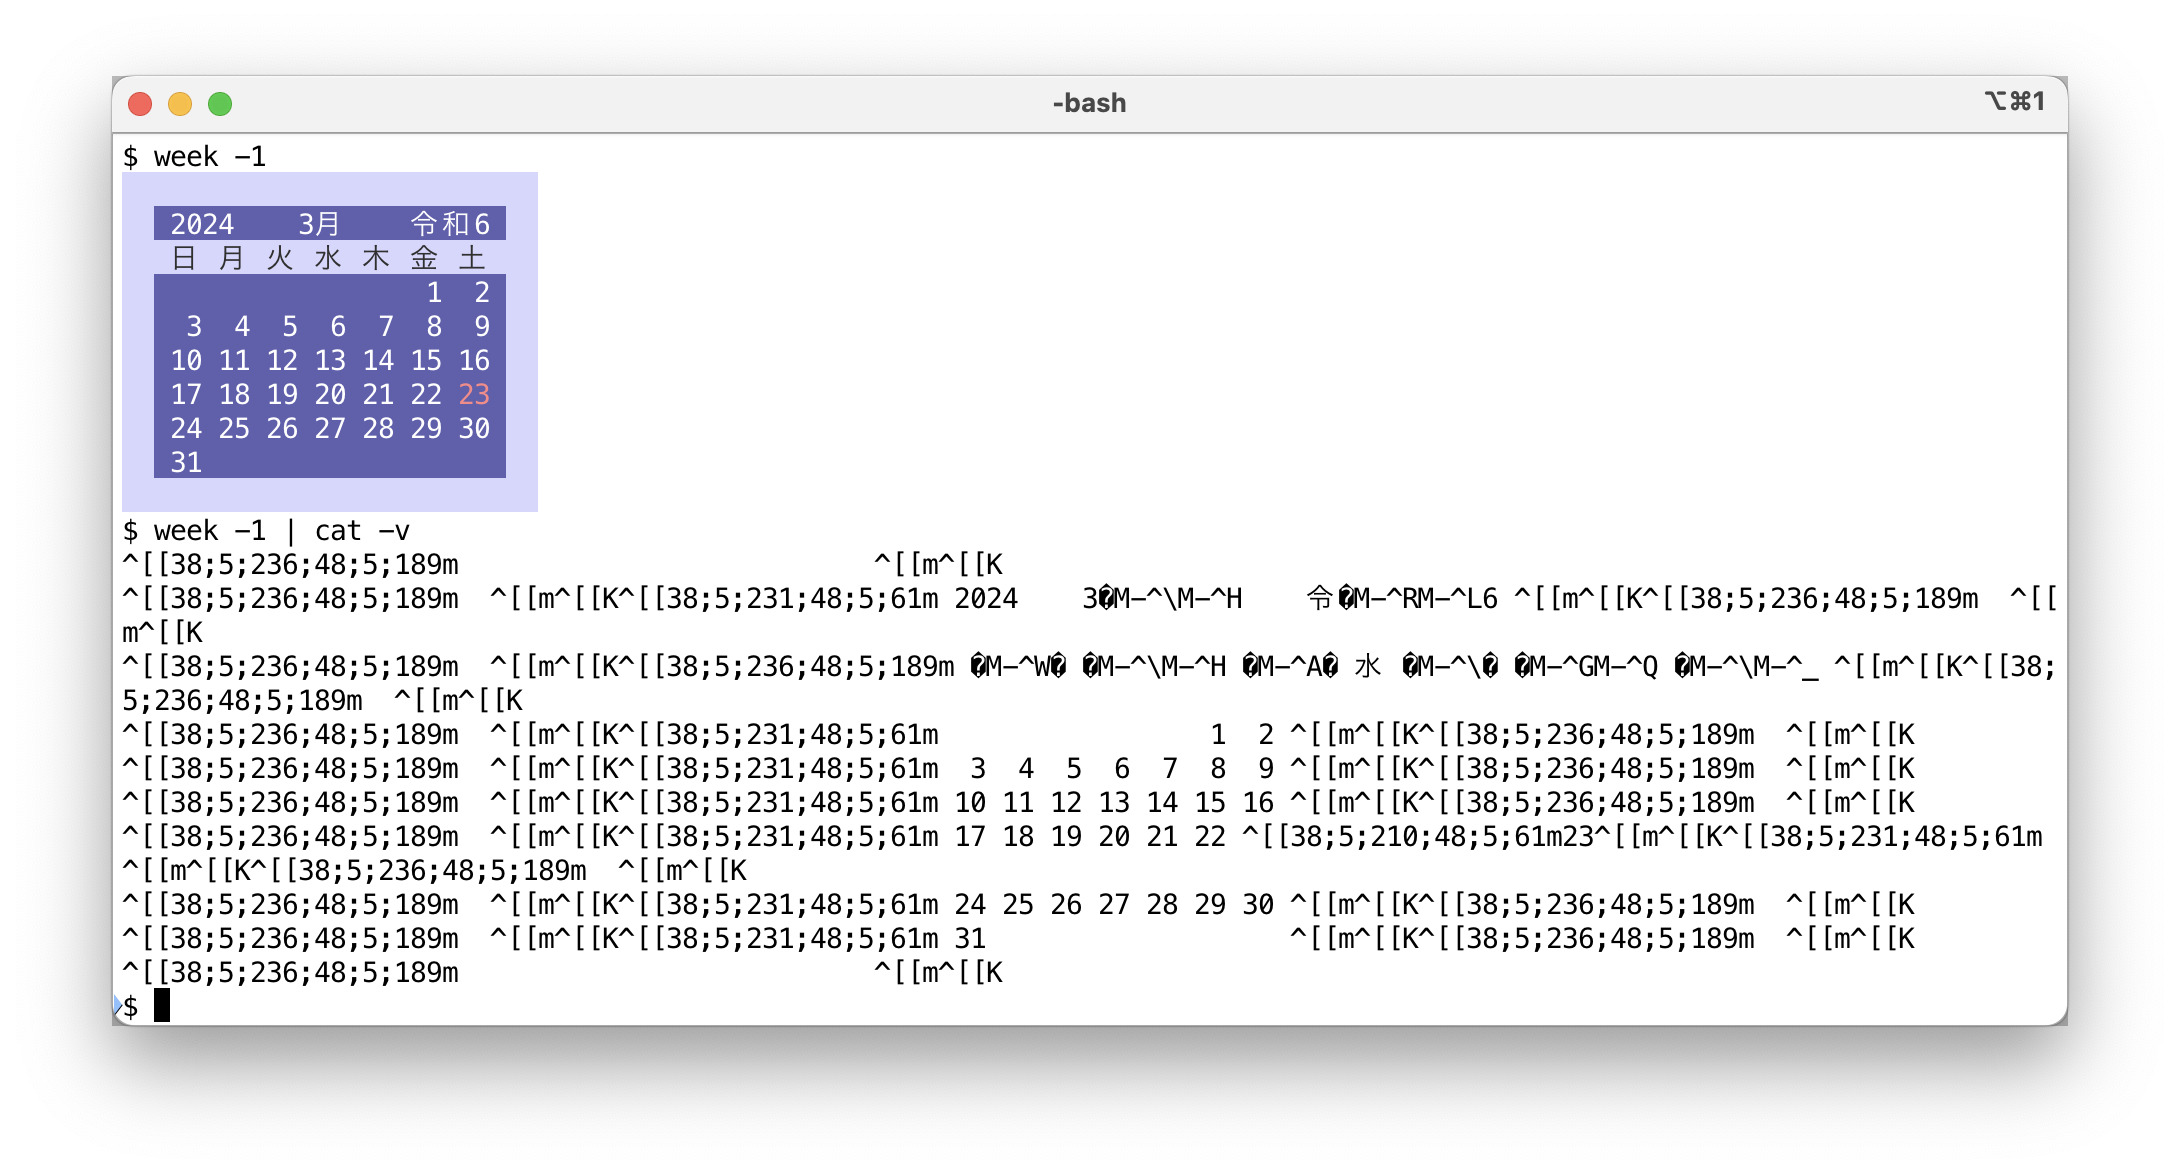 -bash
⌥⌘1
$ week -1
2024    3月    令和6
日 月 火 水 木 金 土
1  2
3  4  5  6  7  8  9
10 11 12 13 14 15 16
17 18 19 20 21 22 23
24 25 26 27 28 29 30
31
$ week -1 | cat -v
^[[38;5;236;48;5;189m                          ^[[m^[[K
^[[38;5;236;48;5;189m  ^[[m^[[K^[[38;5;231;48;5;61m 2024    3�M-^\M-^H    令�M-^RM-^L6 ^[[m^[[K^[[38;5;236;48;5;189m  ^[[
m^[[K
^[[38;5;236;48;5;189m  ^[[m^[[K^[[38;5;236;48;5;189m �M-^W� �M-^\M-^H �M-^A� 水 �M-^\� �M-^GM-^Q �M-^\M-^_ ^[[m^[[K^[[38;
5;236;48;5;189m  ^[[m^[[K
^[[38;5;236;48;5;189m  ^[[m^[[K^[[38;5;231;48;5;61m                 1  2 ^[[m^[[K^[[38;5;236;48;5;189m  ^[[m^[[K
^[[38;5;236;48;5;189m  ^[[m^[[K^[[38;5;231;48;5;61m  3  4  5  6  7  8  9 ^[[m^[[K^[[38;5;236;48;5;189m  ^[[m^[[K
^[[38;5;236;48;5;189m  ^[[m^[[K^[[38;5;231;48;5;61m 10 11 12 13 14 15 16 ^[[m^[[K^[[38;5;236;48;5;189m  ^[[m^[[K
^[[38;5;236;48;5;189m  ^[[m^[[K^[[38;5;231;48;5;61m 17 18 19 20 21 22 ^[[38;5;210;48;5;61m23^[[m^[[K^[[38;5;231;48;5;61m
^[[m^[[K^[[38;5;236;48;5;189m  ^[[m^[[K
^[[38;5;236;48;5;189m  ^[[m^[[K^[[38;5;231;48;5;61m 24 25 26 27 28 29 30 ^[[m^[[K^[[38;5;236;48;5;189m  ^[[m^[[K
^[[38;5;236;48;5;189m  ^[[m^[[K^[[38;5;231;48;5;61m 31                   ^[[m^[[K^[[38;5;236;48;5;189m  ^[[m^[[K
^[[38;5;236;48;5;189m                          ^[[m^[[K
$